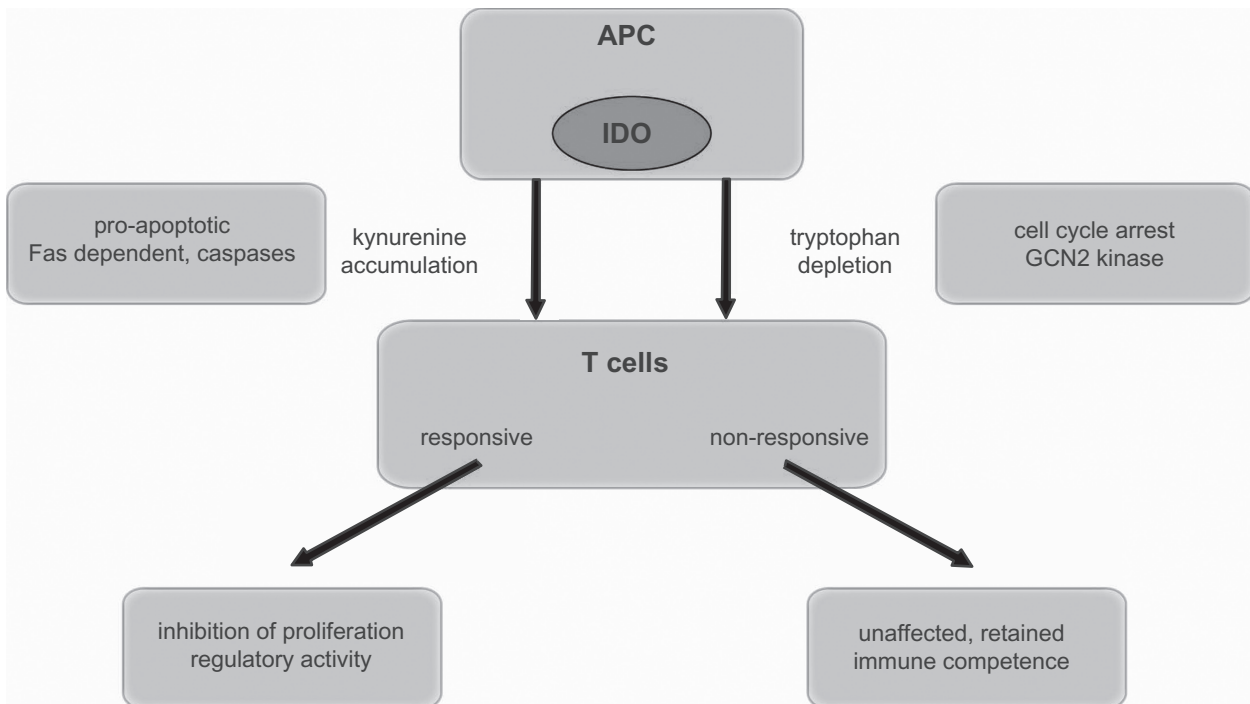 APC
IDO
pro-apoptotic
Fas dependent, caspases
kynurenine
accumulation
tryptophan
depletion
cell cycle arrest
GCN2 kinase
T cells
responsive
non-responsive
inhibition of proliferation
regulatory activity
unaffected, retained
immune competence